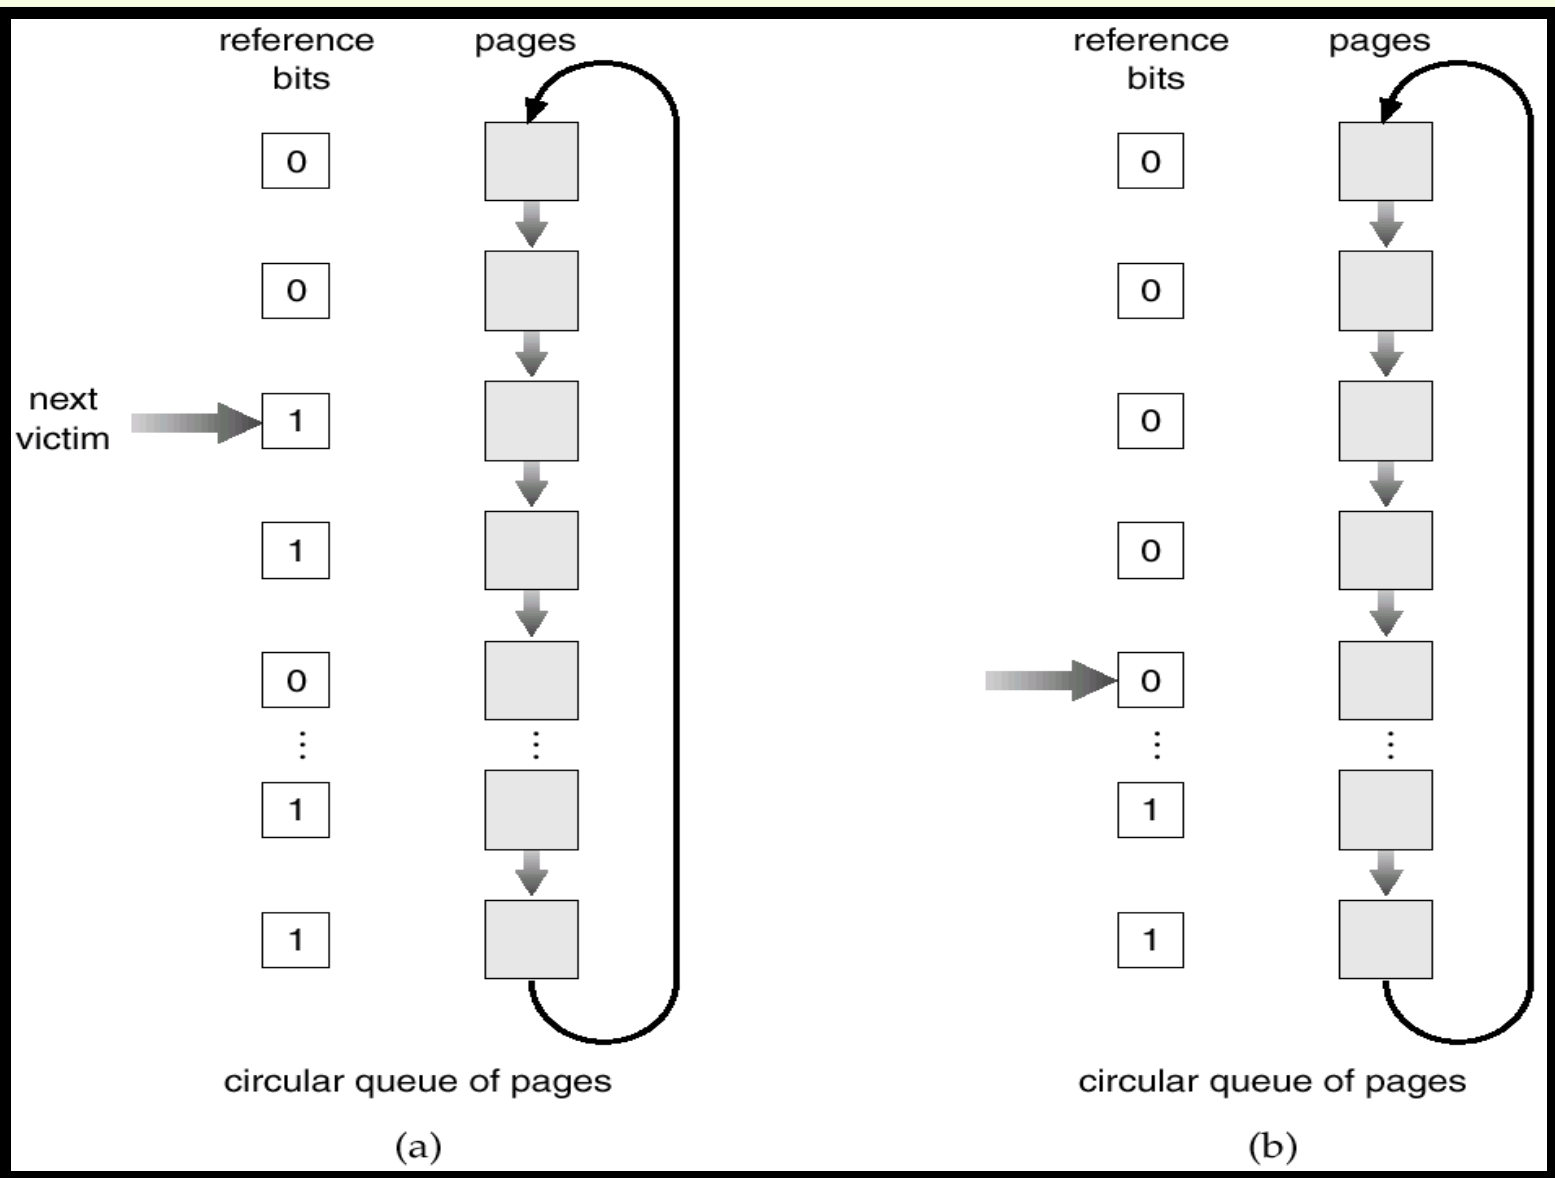 reference bits
pages
0
0
next victim
1
1
0
1
1
circular queue of pages
(a)
reference bits
pages
0
0
0
0
0
1
1
circular queue of pages
(b)